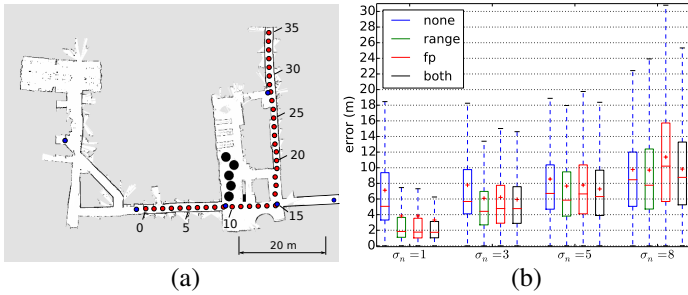 35
30
25
20
15
0
5
10
20 m
(a)
none
range
fp
both
error (m)
30
28
26
24
22
20
18
16
14
12
10
8
6
4
2
0
σn =1
σn =3
σn =5
σn =8
(b)